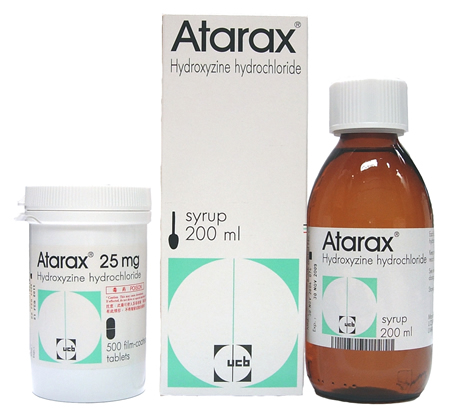 Atarax®
Hydroxyzine hydrochloride
syrup
200 ml
ucb
Atarax® 25 mg
Hydroxyzine hydrochloride
500 film-coated
tablets
Atarax®
Hydroxyzine hydrochloride
syrup
200 ml
ucb